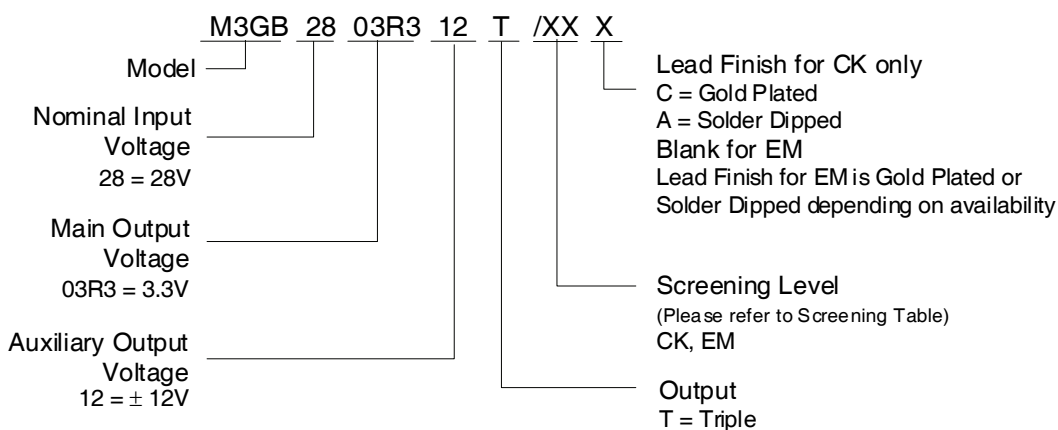 M3GB 28 03R3 12 T /XX X
Model
Nominal Input
Voltage
28 = 28V
Main Output
Voltage
03R3 = 3.3V
Auxiliary Output
Voltage
12 = ± 12V
Lead Finish for CK only
C = Gold Plated
A = Solder Dipped
Blank for EM
Lead Finish for EM is Gold Plated or
Solder Dipped depending on availability
Screening Level
(Please refer to Screening Table)
CK, EM
Output
T = Triple